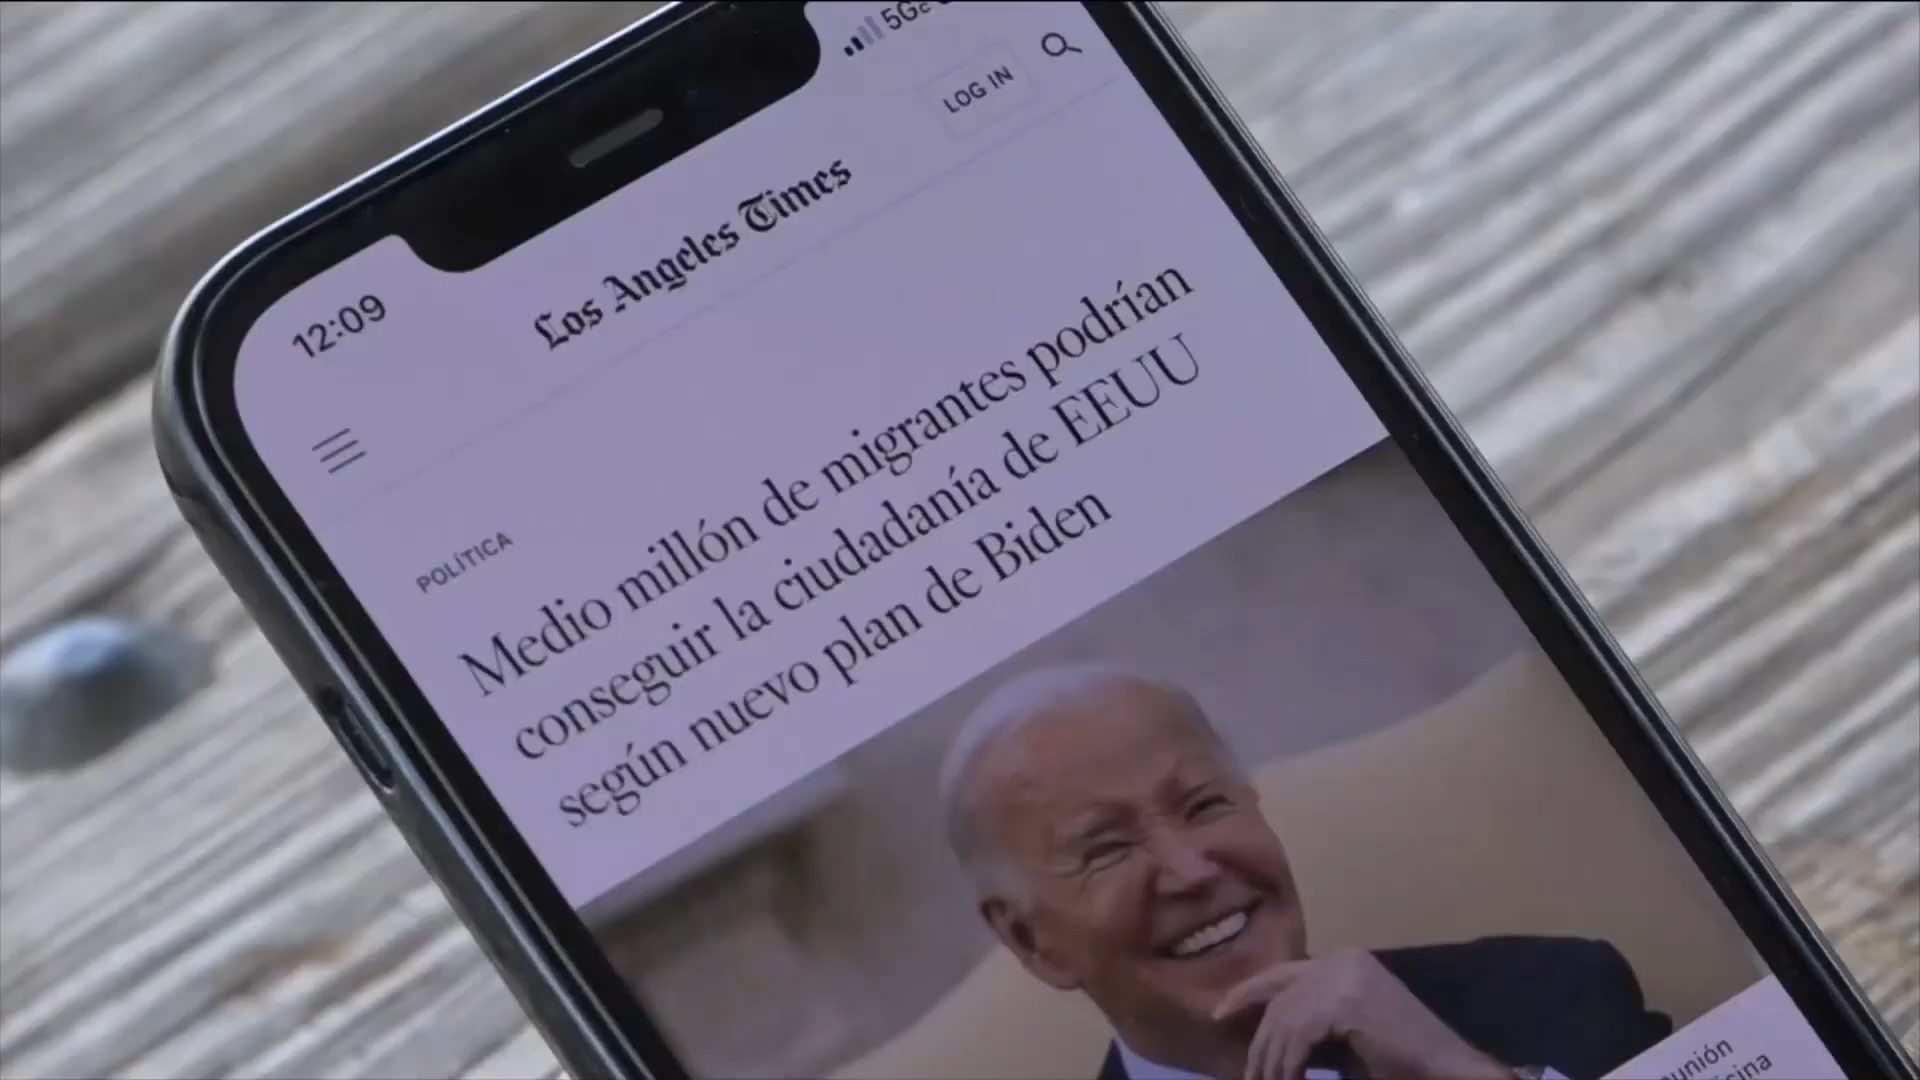 12:09
5G
LOG IN
Los Angeles Times
POLÍTICA
Medio millón de migrantes podrían
conseguir la ciudadanía de EEUU
según nuevo plan de Biden